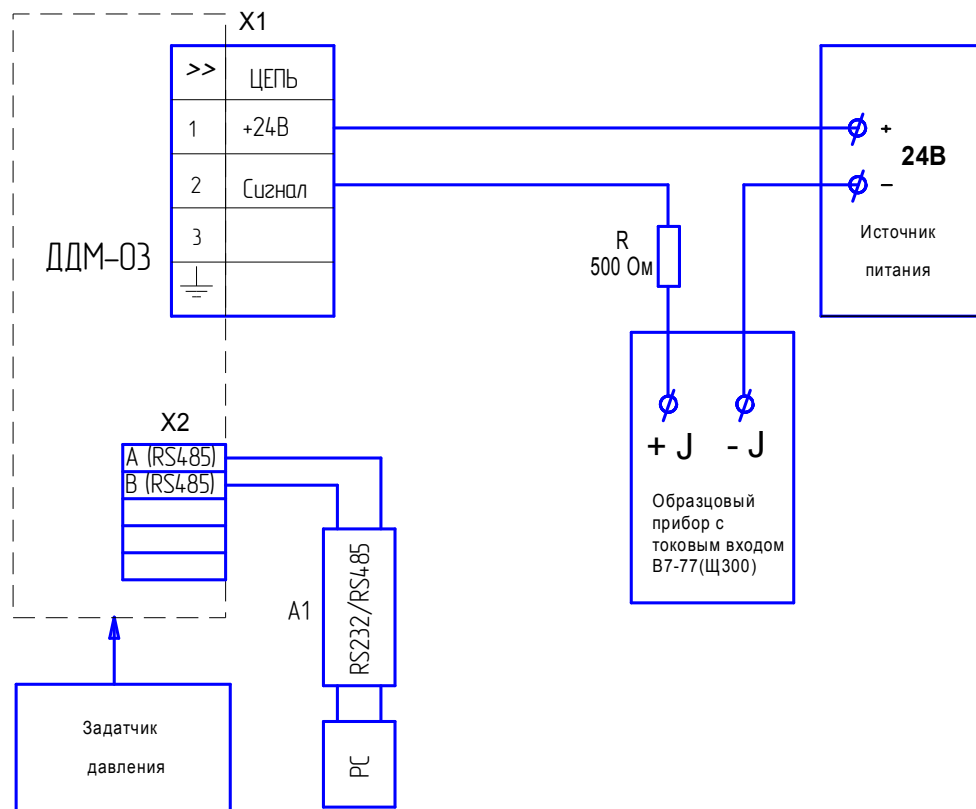 X1
>> ЦЕПЬ
1 +24В
2 Сигнал
3
ДДМ-03
+
24В
–
Источник
питания
R
500 Ом
+ J - J
Образцовый
прибор с
токовым входом
В7-77(Щ300)
X2
A (RS485)
B (RS485)
A1
RS232/RS485
PC
Задатчик
давления